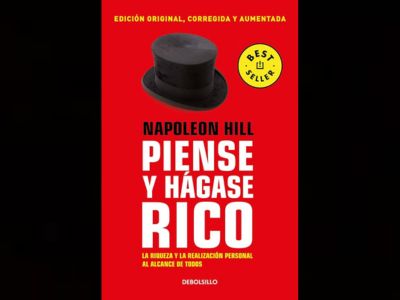 EDICIÓN ORIGINAL, CORREGIDA Y AUMENTADA
BEST
SELLER
NAPOLEON HILL
PIENSE
Y HÁGASE
RICO
LA RIQUEZA Y LA REALIZACIÓN PERSONAL
AL ALCANCE DE TODOS
DEBOLSILLO